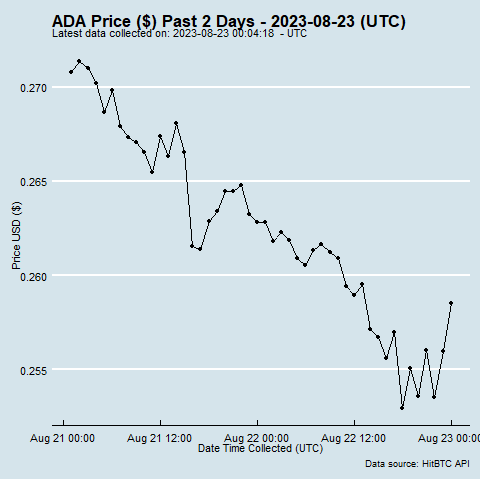 ADA Price ($) Past 2 Days - 2023-08-23 (UTC)
Latest data collected on: 2023-08-23 00:04:18 - UTC
0.270
0.265
0.260
0.255
Price USD ($)
Aug 21 00:00 Aug 21 12:00 Aug 22 00:00 Aug 22 12:00 Aug 23 00:00
Date Time Collected (UTC)
Data source: HitBTC API